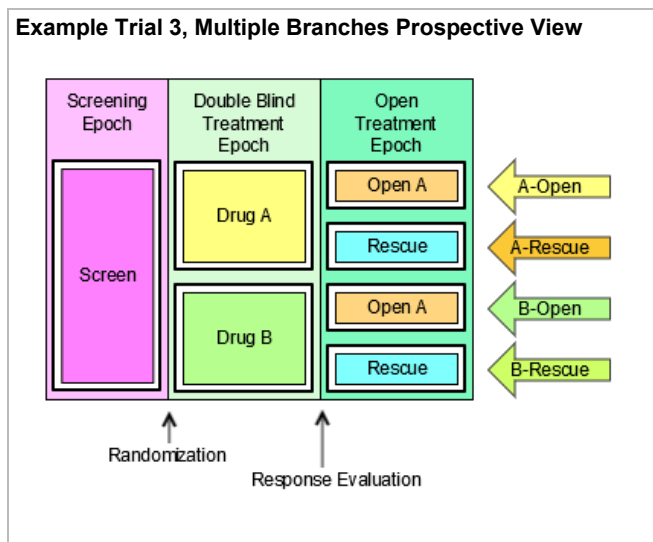 Example Trial 3, Multiple Branches Prospective View
Screening
Epoch
Double Blind
Treatment
Epoch
Open
Treatment
Epoch
Screen
Drug A
Drug B
Open A
Rescue
Open A
Rescue
A-Open
A-Rescue
B-Open
B-Rescue
Randomization
Response Evaluation